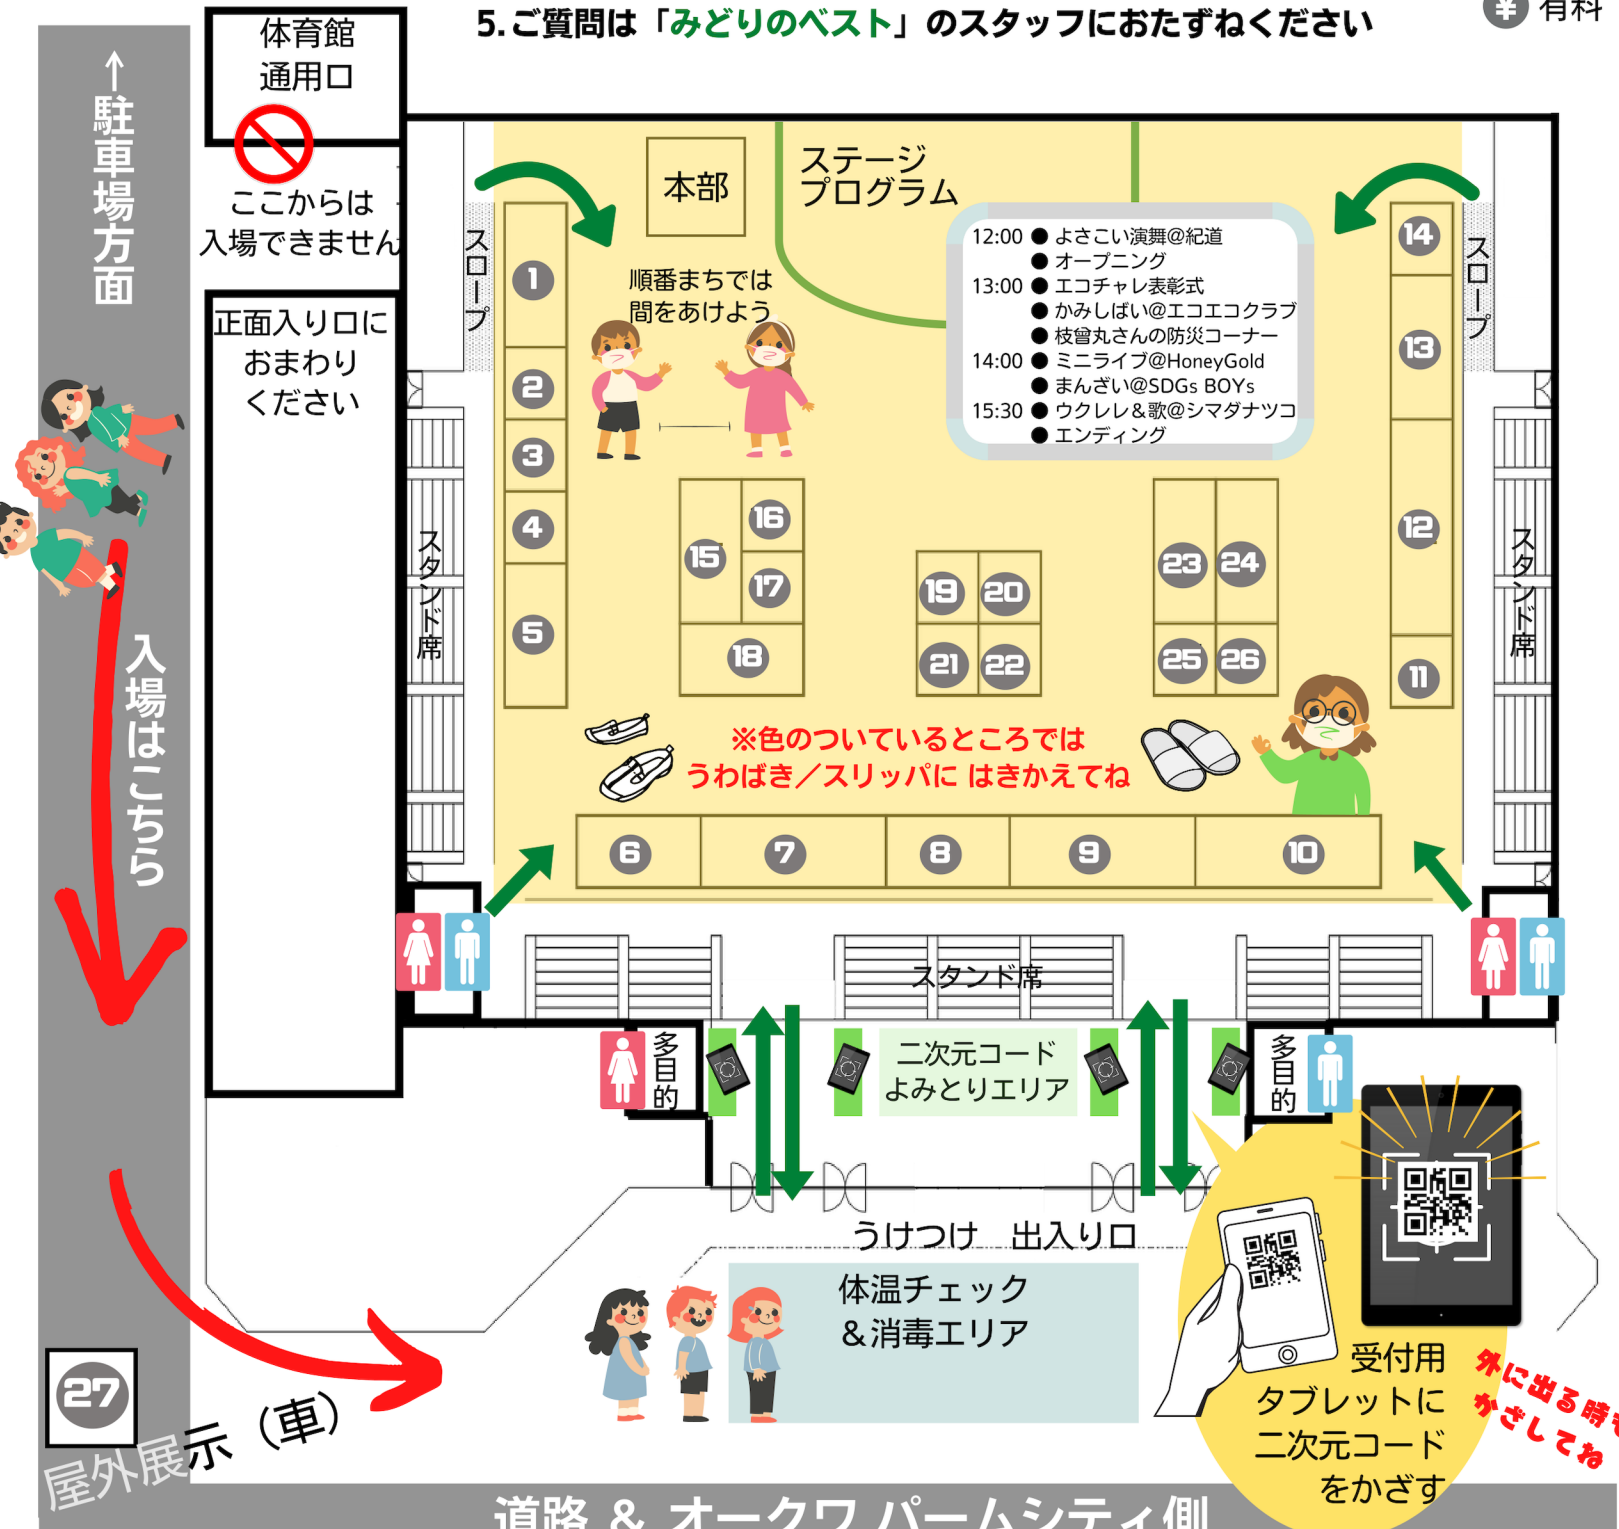 5.ご質問は「みどりのベスト」のスタッフにおたずねください
¥ 有料
体育館
通用口
ここからは
入場できません
正面入り口に
おまわり
ください
↑駐車場方面
入場はこちら
本部
ステージ
プログラム
順番まちでは
間をあけよう
12:00 ● よさこい演舞@紀道
● オープニング
13:00 ● エコチャレ表彰式
● かみしばい@エコエコクラブ
● 枝曾丸さんの防災コーナー
14:00 ● ミニライブ@HoneyGold
● まんざい@SDGs BOYs
15:30 ● ウクレレ&歌@シマダナツコ
● エンディング
スロープ
スロープ
スタンド席
スタンド席
1
2
3
4
5
14
13
12
11
15
16
17
18
19
20
21
22
23
24
25
26
※色のついているところでは
うわばき/スリッパに はきかえてね
6
7
8
9
10
スタンド席
多目的
二次元コード
よみとりエリア
多目的
うけつけ 出入り口
体温チェック
&消毒エリア
受付用
タブレットに
二次元コード
をかざす
外に出る時も
かざしてね
27
屋外展示(車)
道路 & オークワ パームシティ側